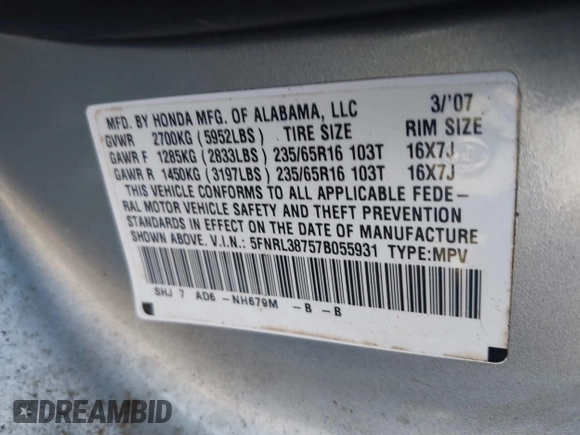 MFD. BY HONDA MFG. OF ALABAMA, LLC 3/'07
GVWR 2700KG (5952LBS) TIRE SIZE RIM SIZE
GAWR F 1285KG (2833LBS) 235/65R16 103T 16X7J
GAWR R 1450KG (3197LBS) 235/65R16 103T 16X7J
THIS VEHICLE CONFORMS TO ALL APPLICABLE FEDE-
RAL MOTOR VEHICLE SAFETY AND THEFT PREVENTION
STANDARDS IN EFFECT ON THE DATE OF MANUFACTURE
SHOWN ABOVE. V.I.N.: 5FNRL38757B055931 TYPE:MPV
SHJ 7 AD6 -NH679M -B -B
DREAMBID